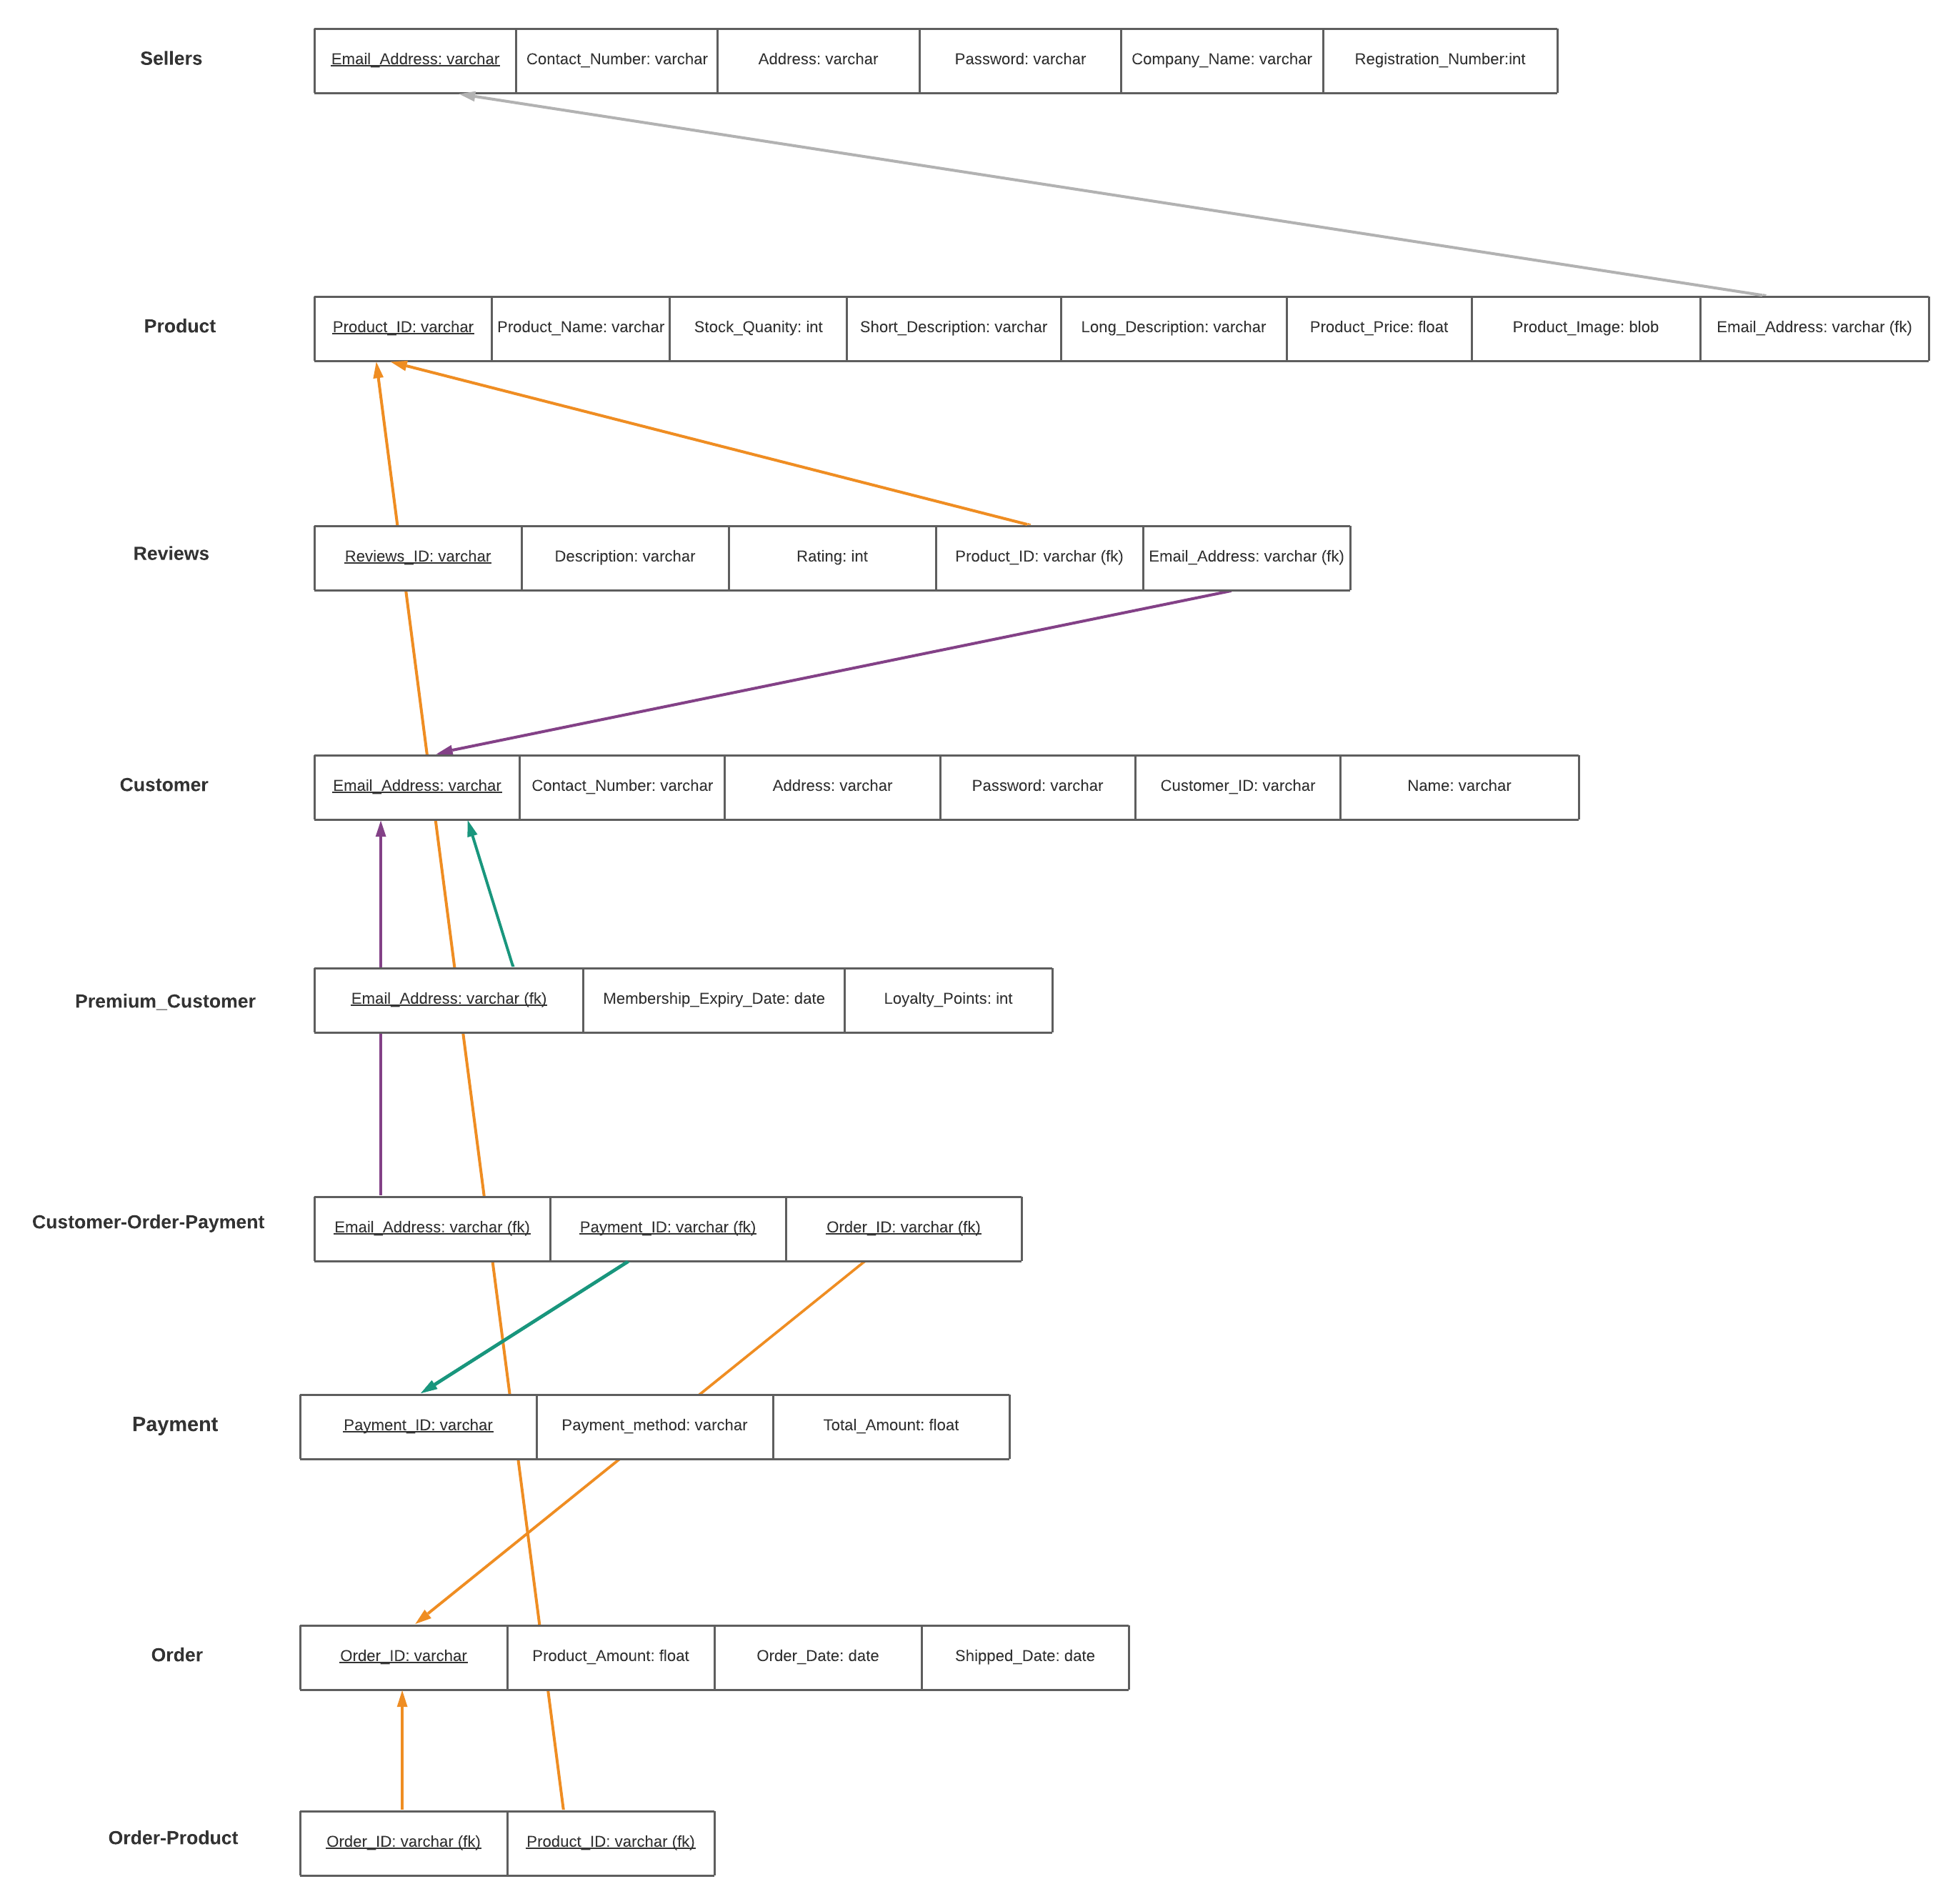 Sellers
Email_Address: varchar
Contact_Number: varchar
Address: varchar
Password: varchar
Company_Name: varchar
Registration_Number:int
Product
Product_ID: varchar
Product_Name: varchar
Stock_Quanity: int
Short_Description: varchar
Long_Description: varchar
Product_Price: float
Product_Image: blob
Email_Address: varchar (fk)
Reviews
Reviews_ID: varchar
Description: varchar
Rating: int
Product_ID: varchar (fk)
Email_Address: varchar (fk)
Customer
Email_Address: varchar
Contact_Number: varchar
Address: varchar
Password: varchar
Customer_ID: varchar
Name: varchar
Premium_Customer
Email_Address: varchar (fk)
Membership_Expiry_Date: date
Loyalty_Points: int
Customer-Order-Payment
Email_Address: varchar (fk)
Payment_ID: varchar (fk)
Order_ID: varchar (fk)
Payment
Payment_ID: varchar
Payment_method: varchar
Total_Amount: float
Order
Order_ID: varchar
Product_Amount: float
Order_Date: date
Shipped_Date: date
Order-Product
Order_ID: varchar (fk)
Product_ID: varchar (fk)